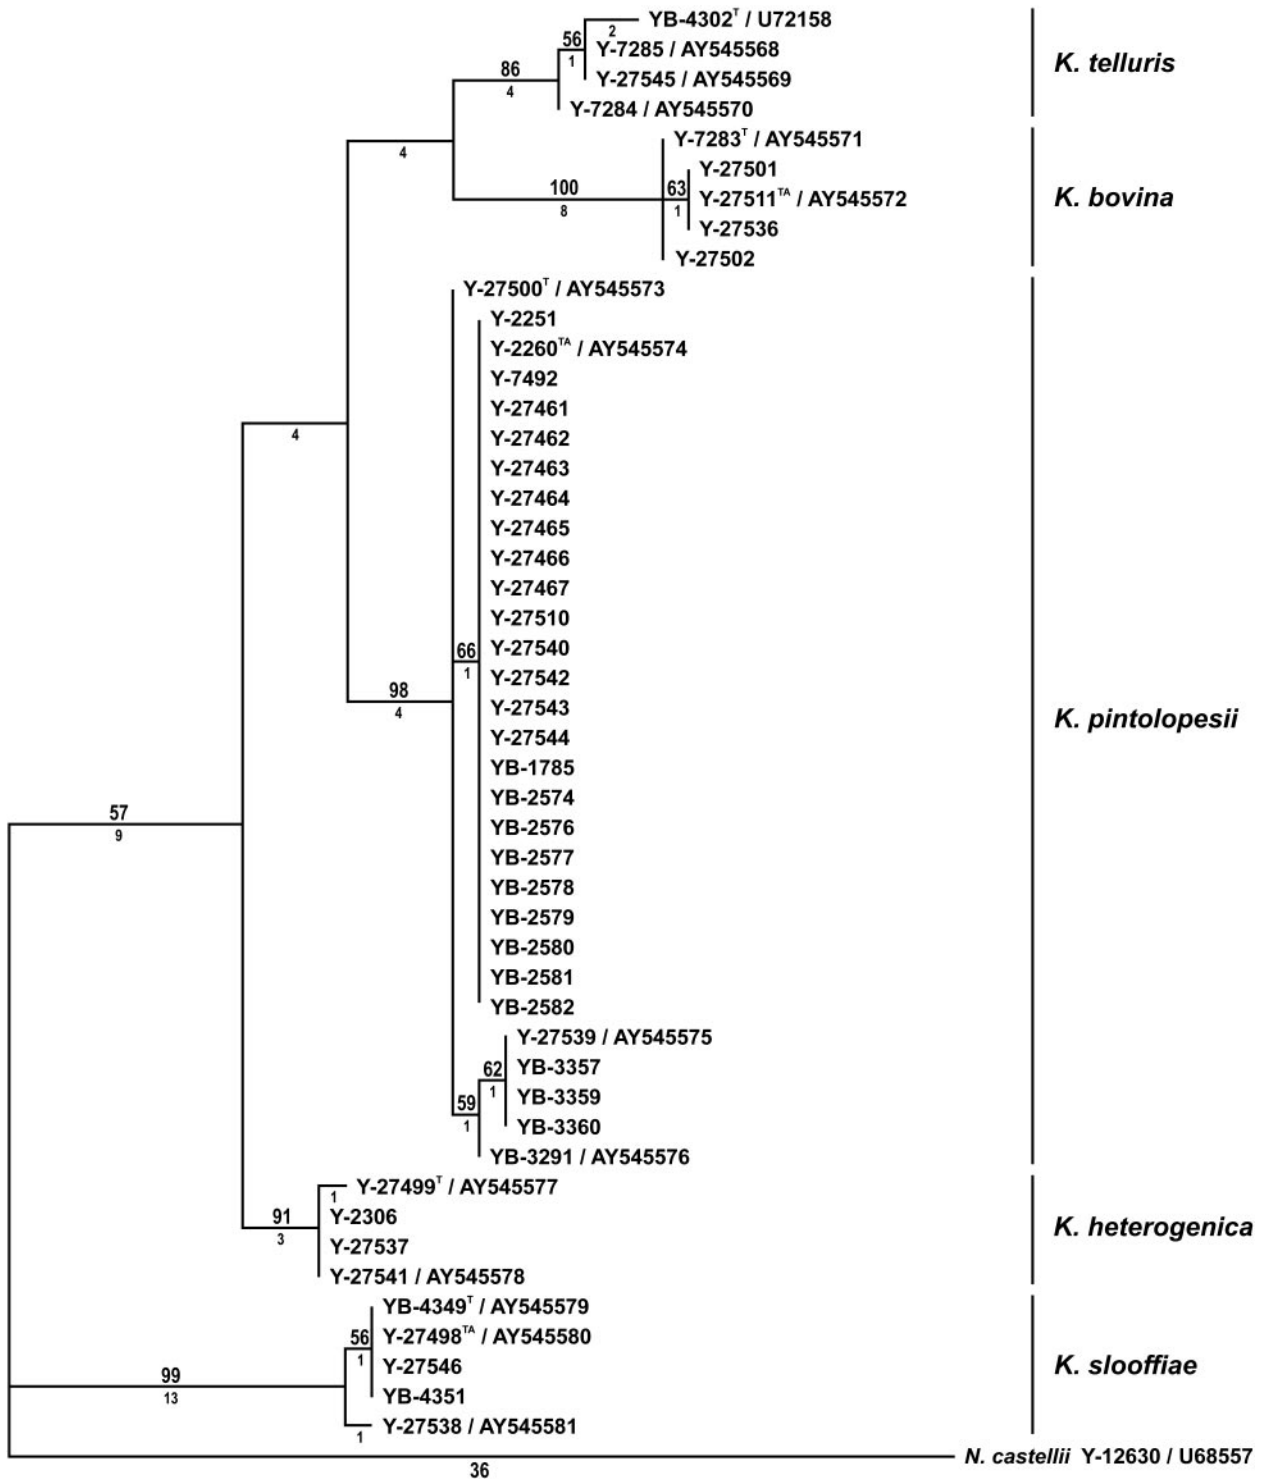 YB-4302T / U72158
2
56
Y-7285 / AY545568
1
K. telluris
86
Y-27545 / AY545569
4
Y-7284 / AY545570
Y-7283T / AY545571
4
Y-27501
100
63
Y-27511TA / AY545572
K. bovina
8
1
Y-27536
Y-27502
Y-27500T / AY545573
Y-2251
Y-2260TA / AY545574
Y-7492
Y-27461
4
Y-27462
Y-27463
Y-27464
Y-27465
Y-27466
Y-27467
Y-27510
66
Y-27540
1
Y-27542
98
4
Y-27543
K. pintolopesii
Y-27544
YB-1785
YB-2574
57
9
YB-2576
YB-2577
YB-2578
YB-2579
YB-2580
YB-2581
YB-2582
Y-27539 / AY545575
62
YB-3357
1
YB-3359
59
1
YB-3360
YB-3291 / AY545576
Y-27499T / AY545577
1
91
Y-2306
K. heterogenica
3
Y-27537
Y-27541 / AY545578
YB-4349T / AY545579
56
Y-27498TA / AY545580
1
Y-27546
K. slooffiae
99
13
YB-4351
Y-27538 / AY545581
1
N. castellii Y-12630 / U68557
36